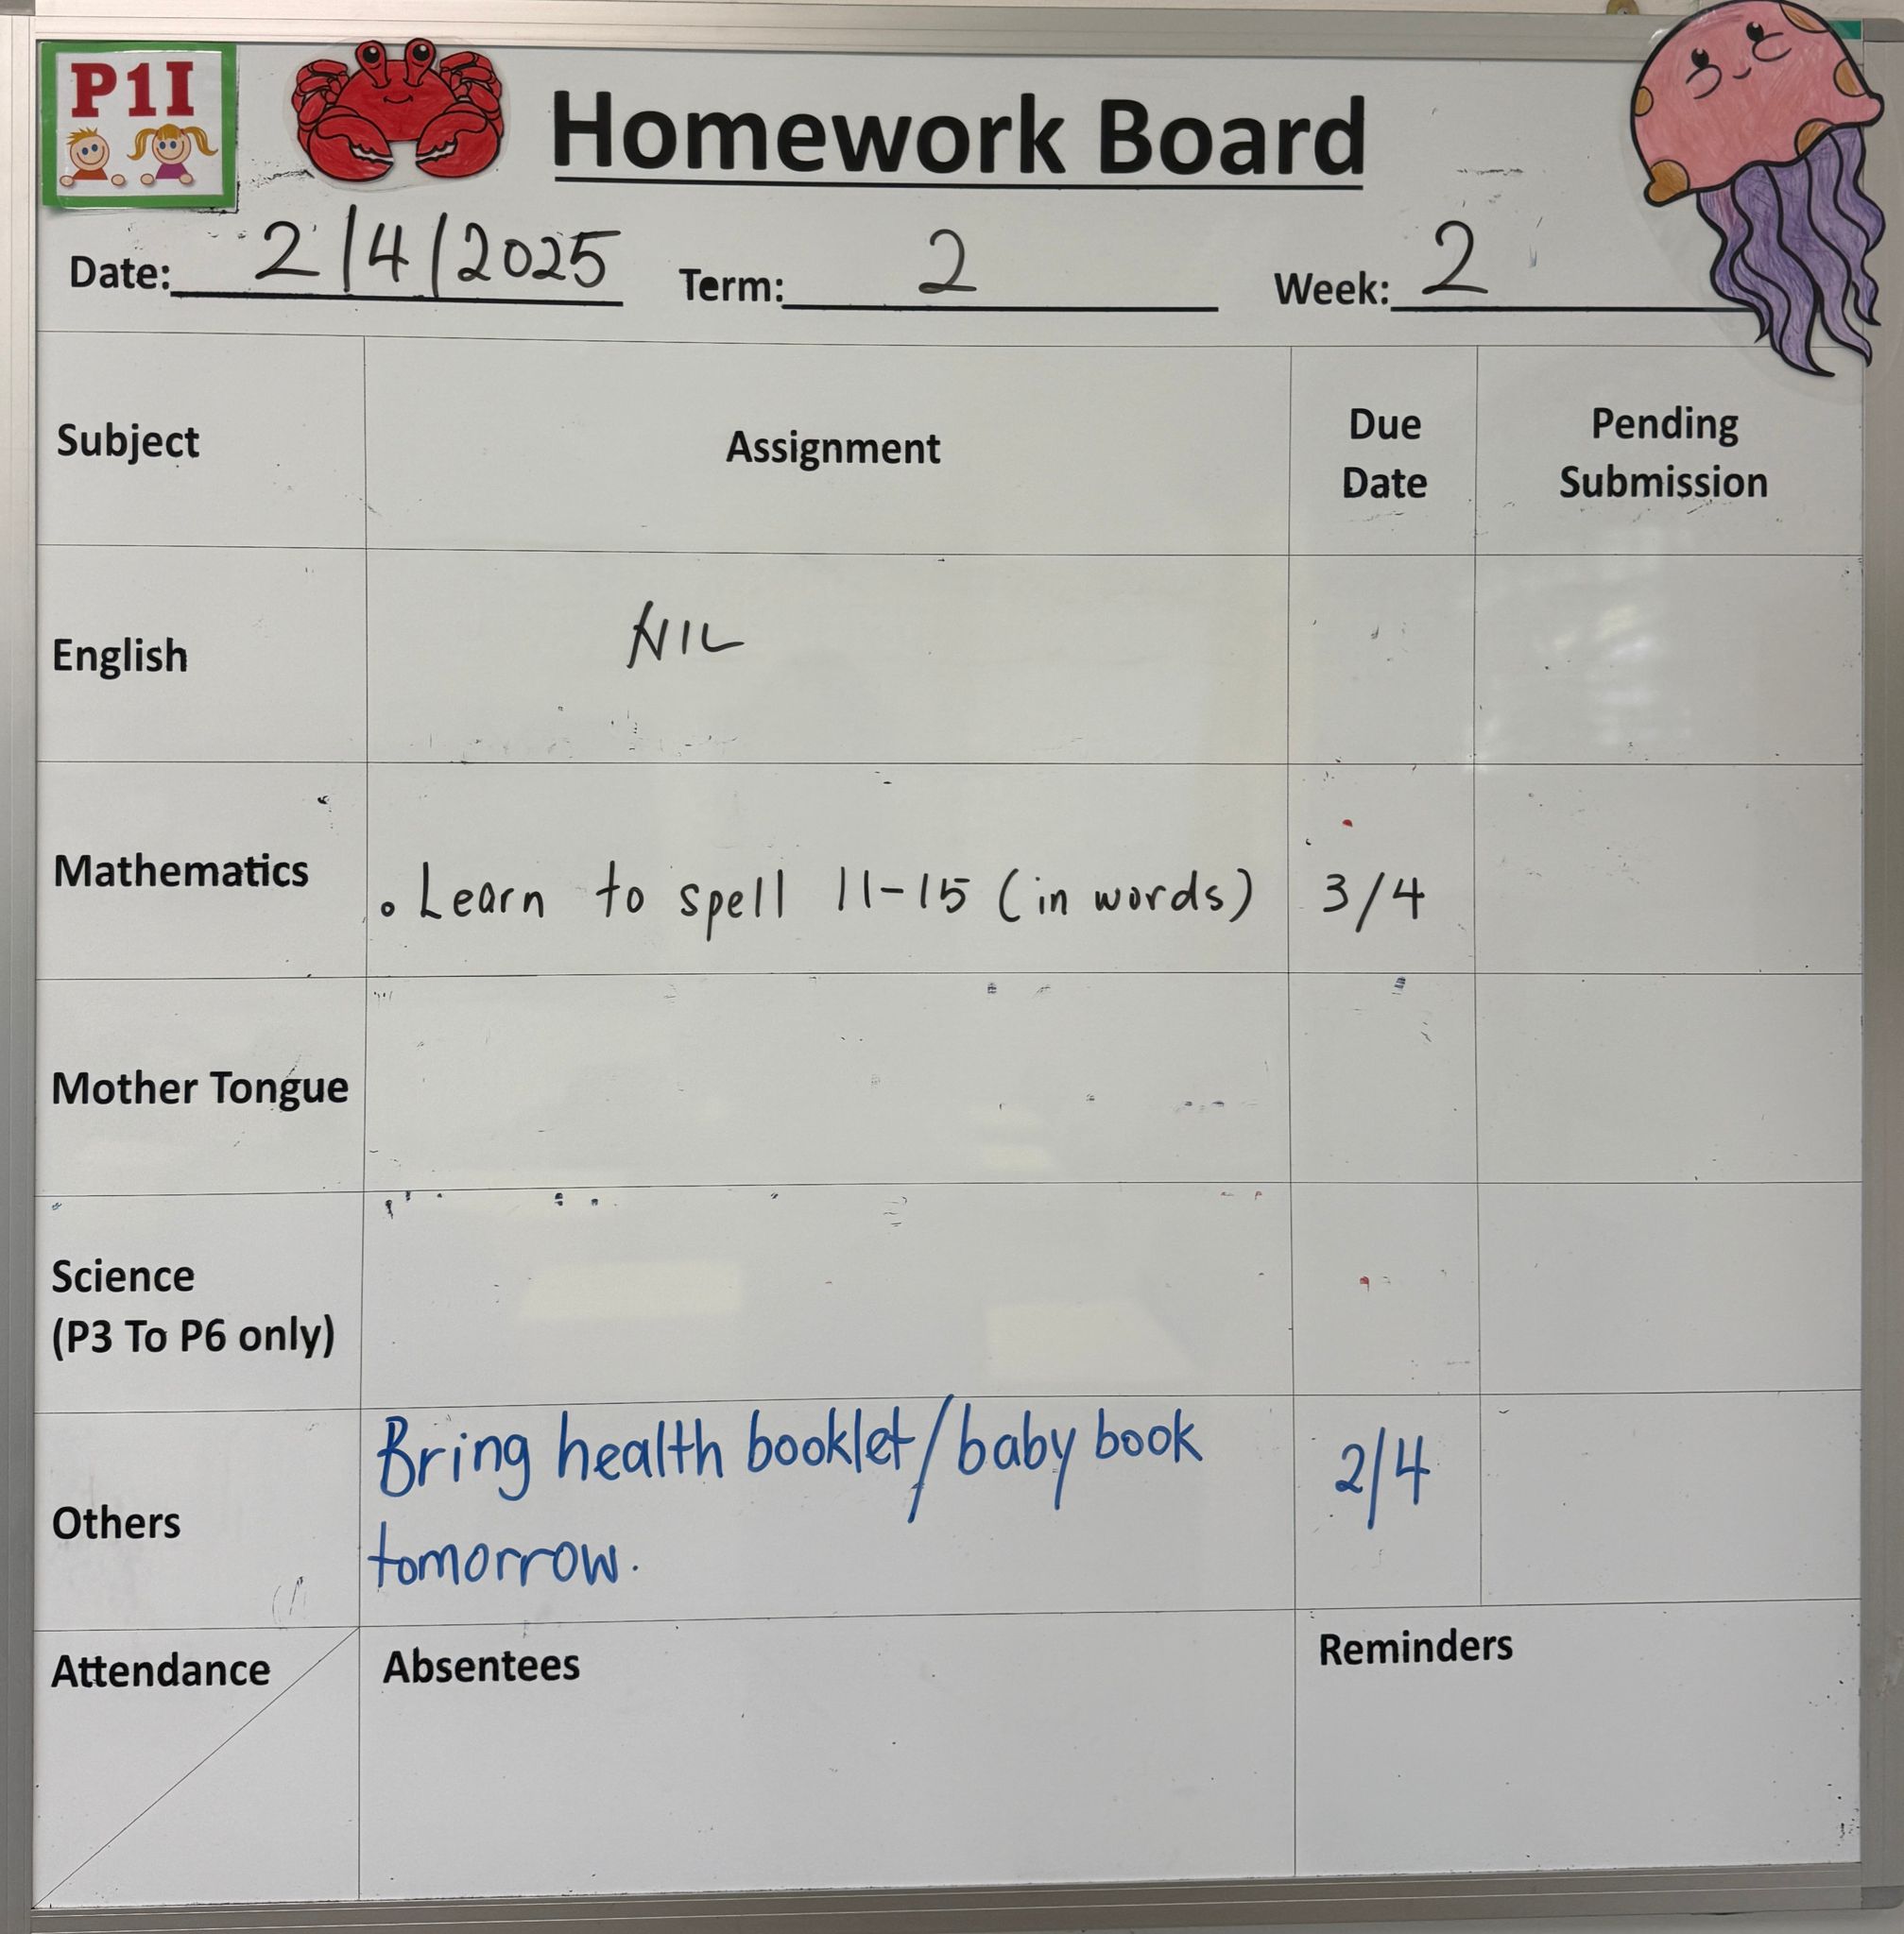 P1I
Homework Board
Date: 2/4/2025 Term: 2 Week: 2
Subject Assignment Due Date Pending Submission
English NIL
Mathematics • Learn to spell 11-15 (in words) 3/4
Mother Tongue
Science
(P3 To P6 only)
Others Bring health booklet/baby book 2/4
tomorrow.
Attendance Absentees Reminders